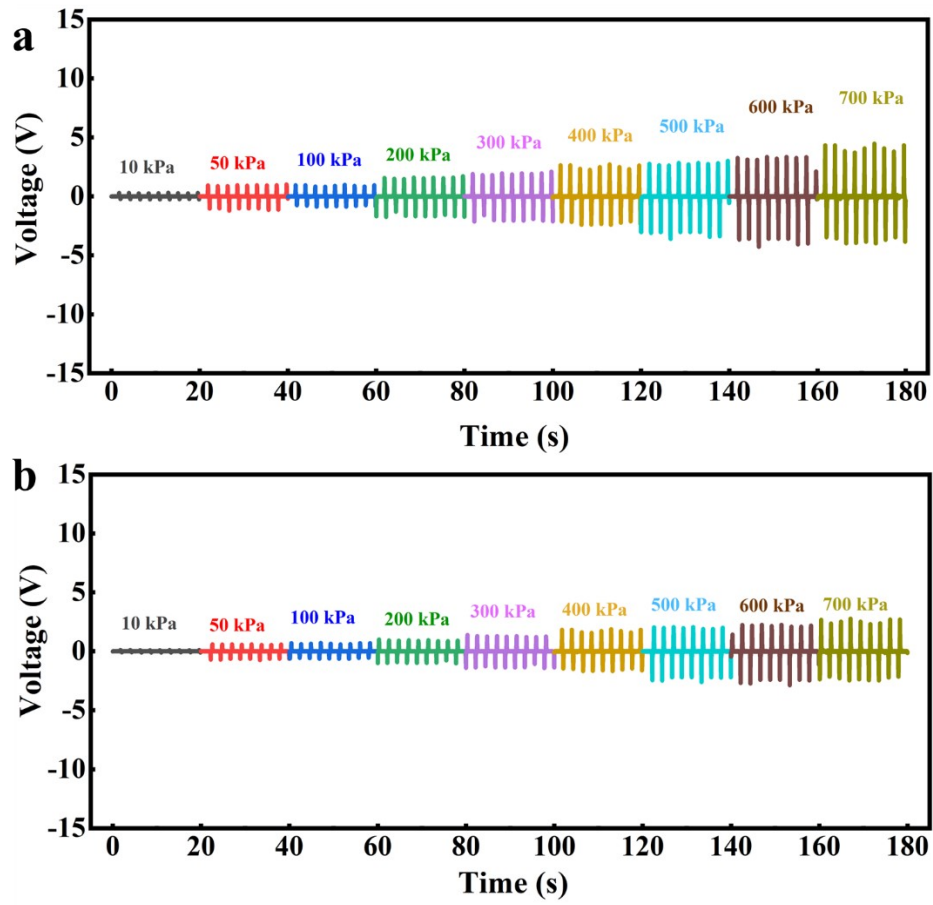 a
15
10
5
0
-5
-10
-15
Voltage (V)
10 kPa
50 kPa
100 kPa
200 kPa
300 kPa
400 kPa
500 kPa
600 kPa
700 kPa
0 20 40 60 80 100 120 140 160 180
Time (s)
b
15
10
5
0
-5
-10
-15
Voltage (V)
10 kPa
50 kPa
100 kPa
200 kPa
300 kPa
400 kPa
500 kPa
600 kPa
700 kPa
0 20 40 60 80 100 120 140 160 180
Time (s)